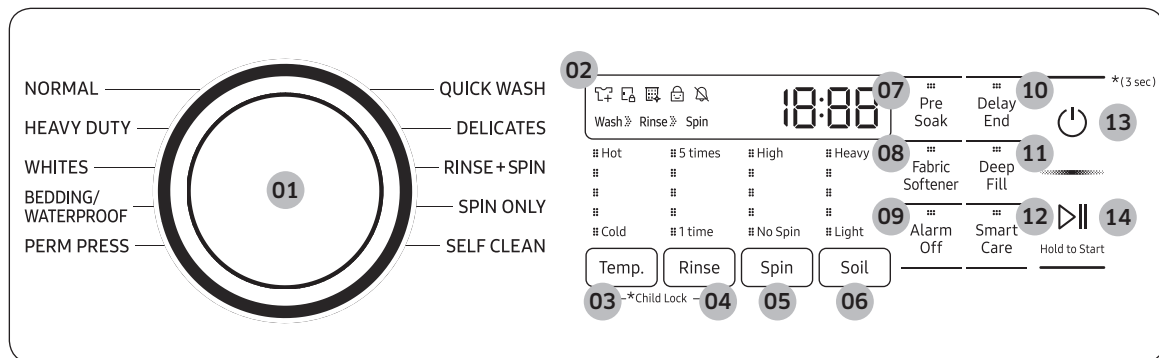 NORMAL
HEAVY DUTY
WHITES
BEDDING/
WATERPROOF
PERM PRESS
01
QUICK WASH
DELICATES
RINSE+SPIN
SPIN ONLY
SELF CLEAN
02
Wash Rinse Spin
18:88
Hot 5 times High Heavy
Cold 1 time No Spin Light
Temp. Rinse Spin Soil
03 *Child Lock 04 05 06
07
Pre
Soak
08
Fabric
Softener
09
Alarm
Off
10
Delay
End
11
Deep
Fill
12
Smart
Care
*(3 sec)
13
14
Hold to Start